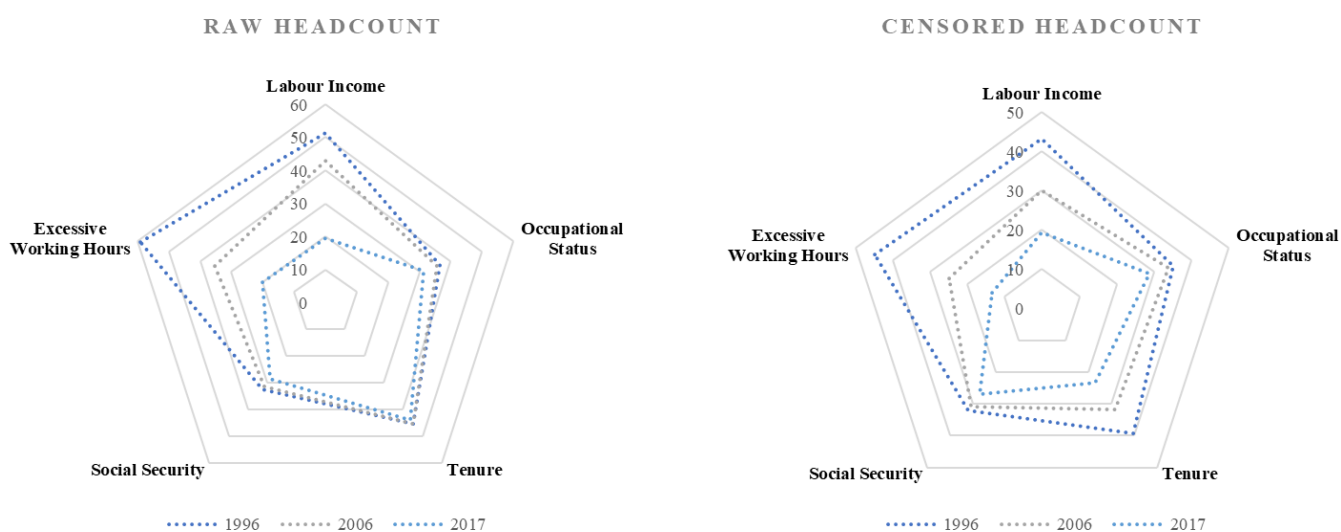 RAW HEADCOUNT
Labour Income
60
50
40
30
20
10
0
Occupational
Status
Tenure
Social Security
Excessive
Working Hours
1996 2006 2017
CENSORED HEADCOUNT
Labour Income
50
40
30
20
10
0
Occupational
Status
Tenure
Social Security
Excessive
Working Hours
1996 2006 2017